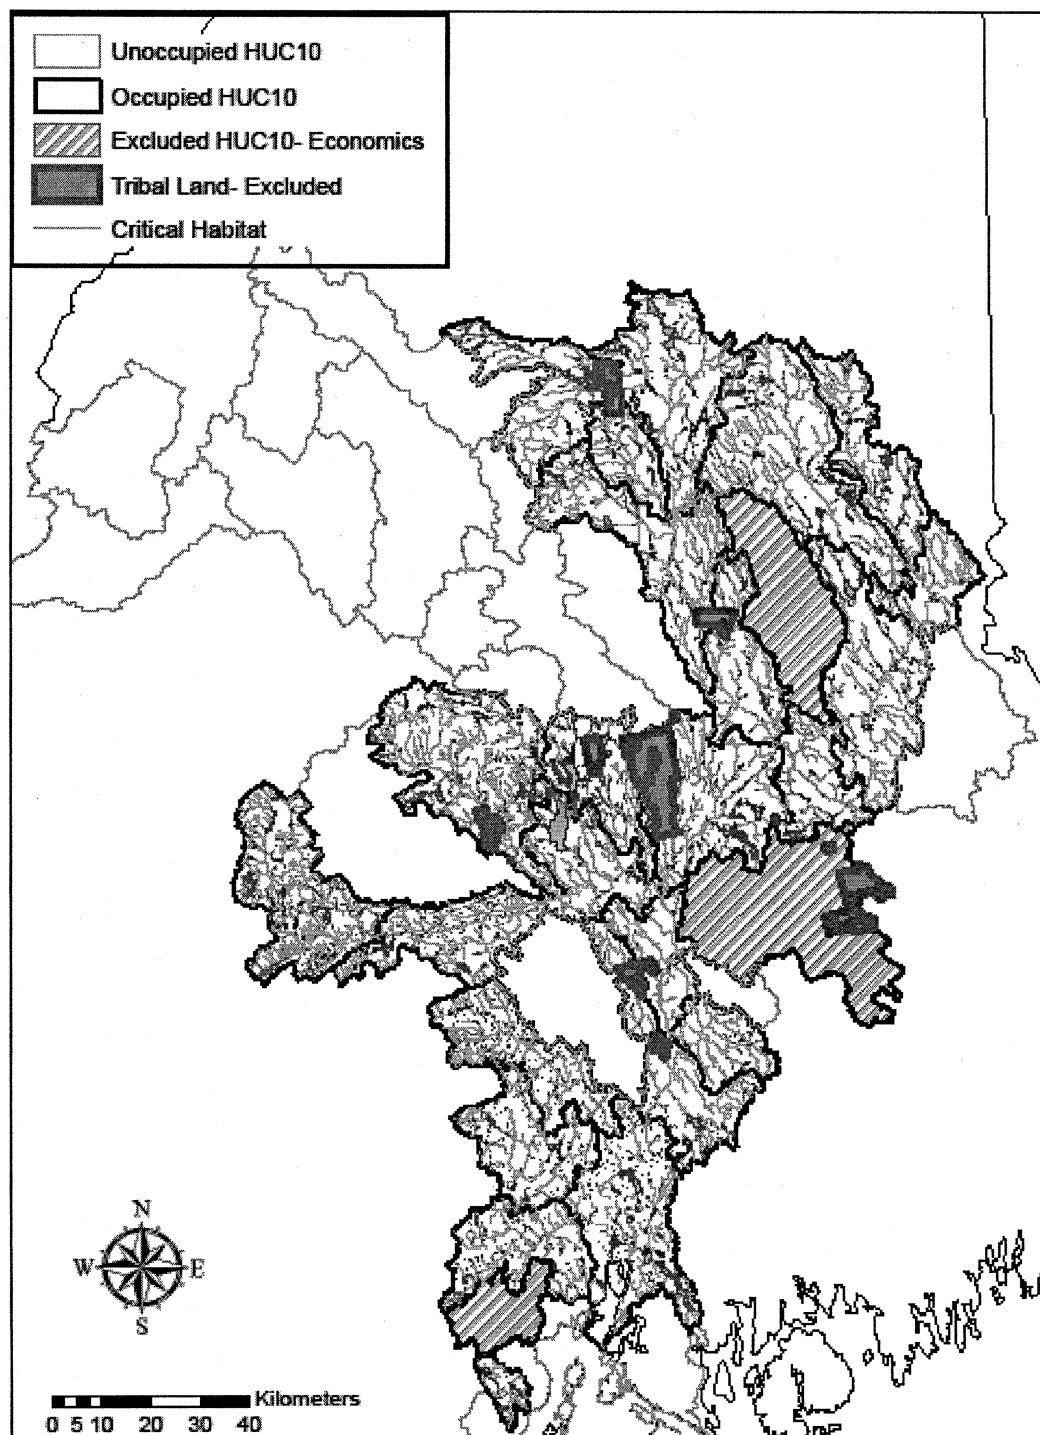 Unoccupied HUC10
Occupied HUC10
Excluded HUC10- Economics
Tribal Land- Excluded
Critical Habitat
N
W E
S
Kilometers
0 5 10 20 30 40